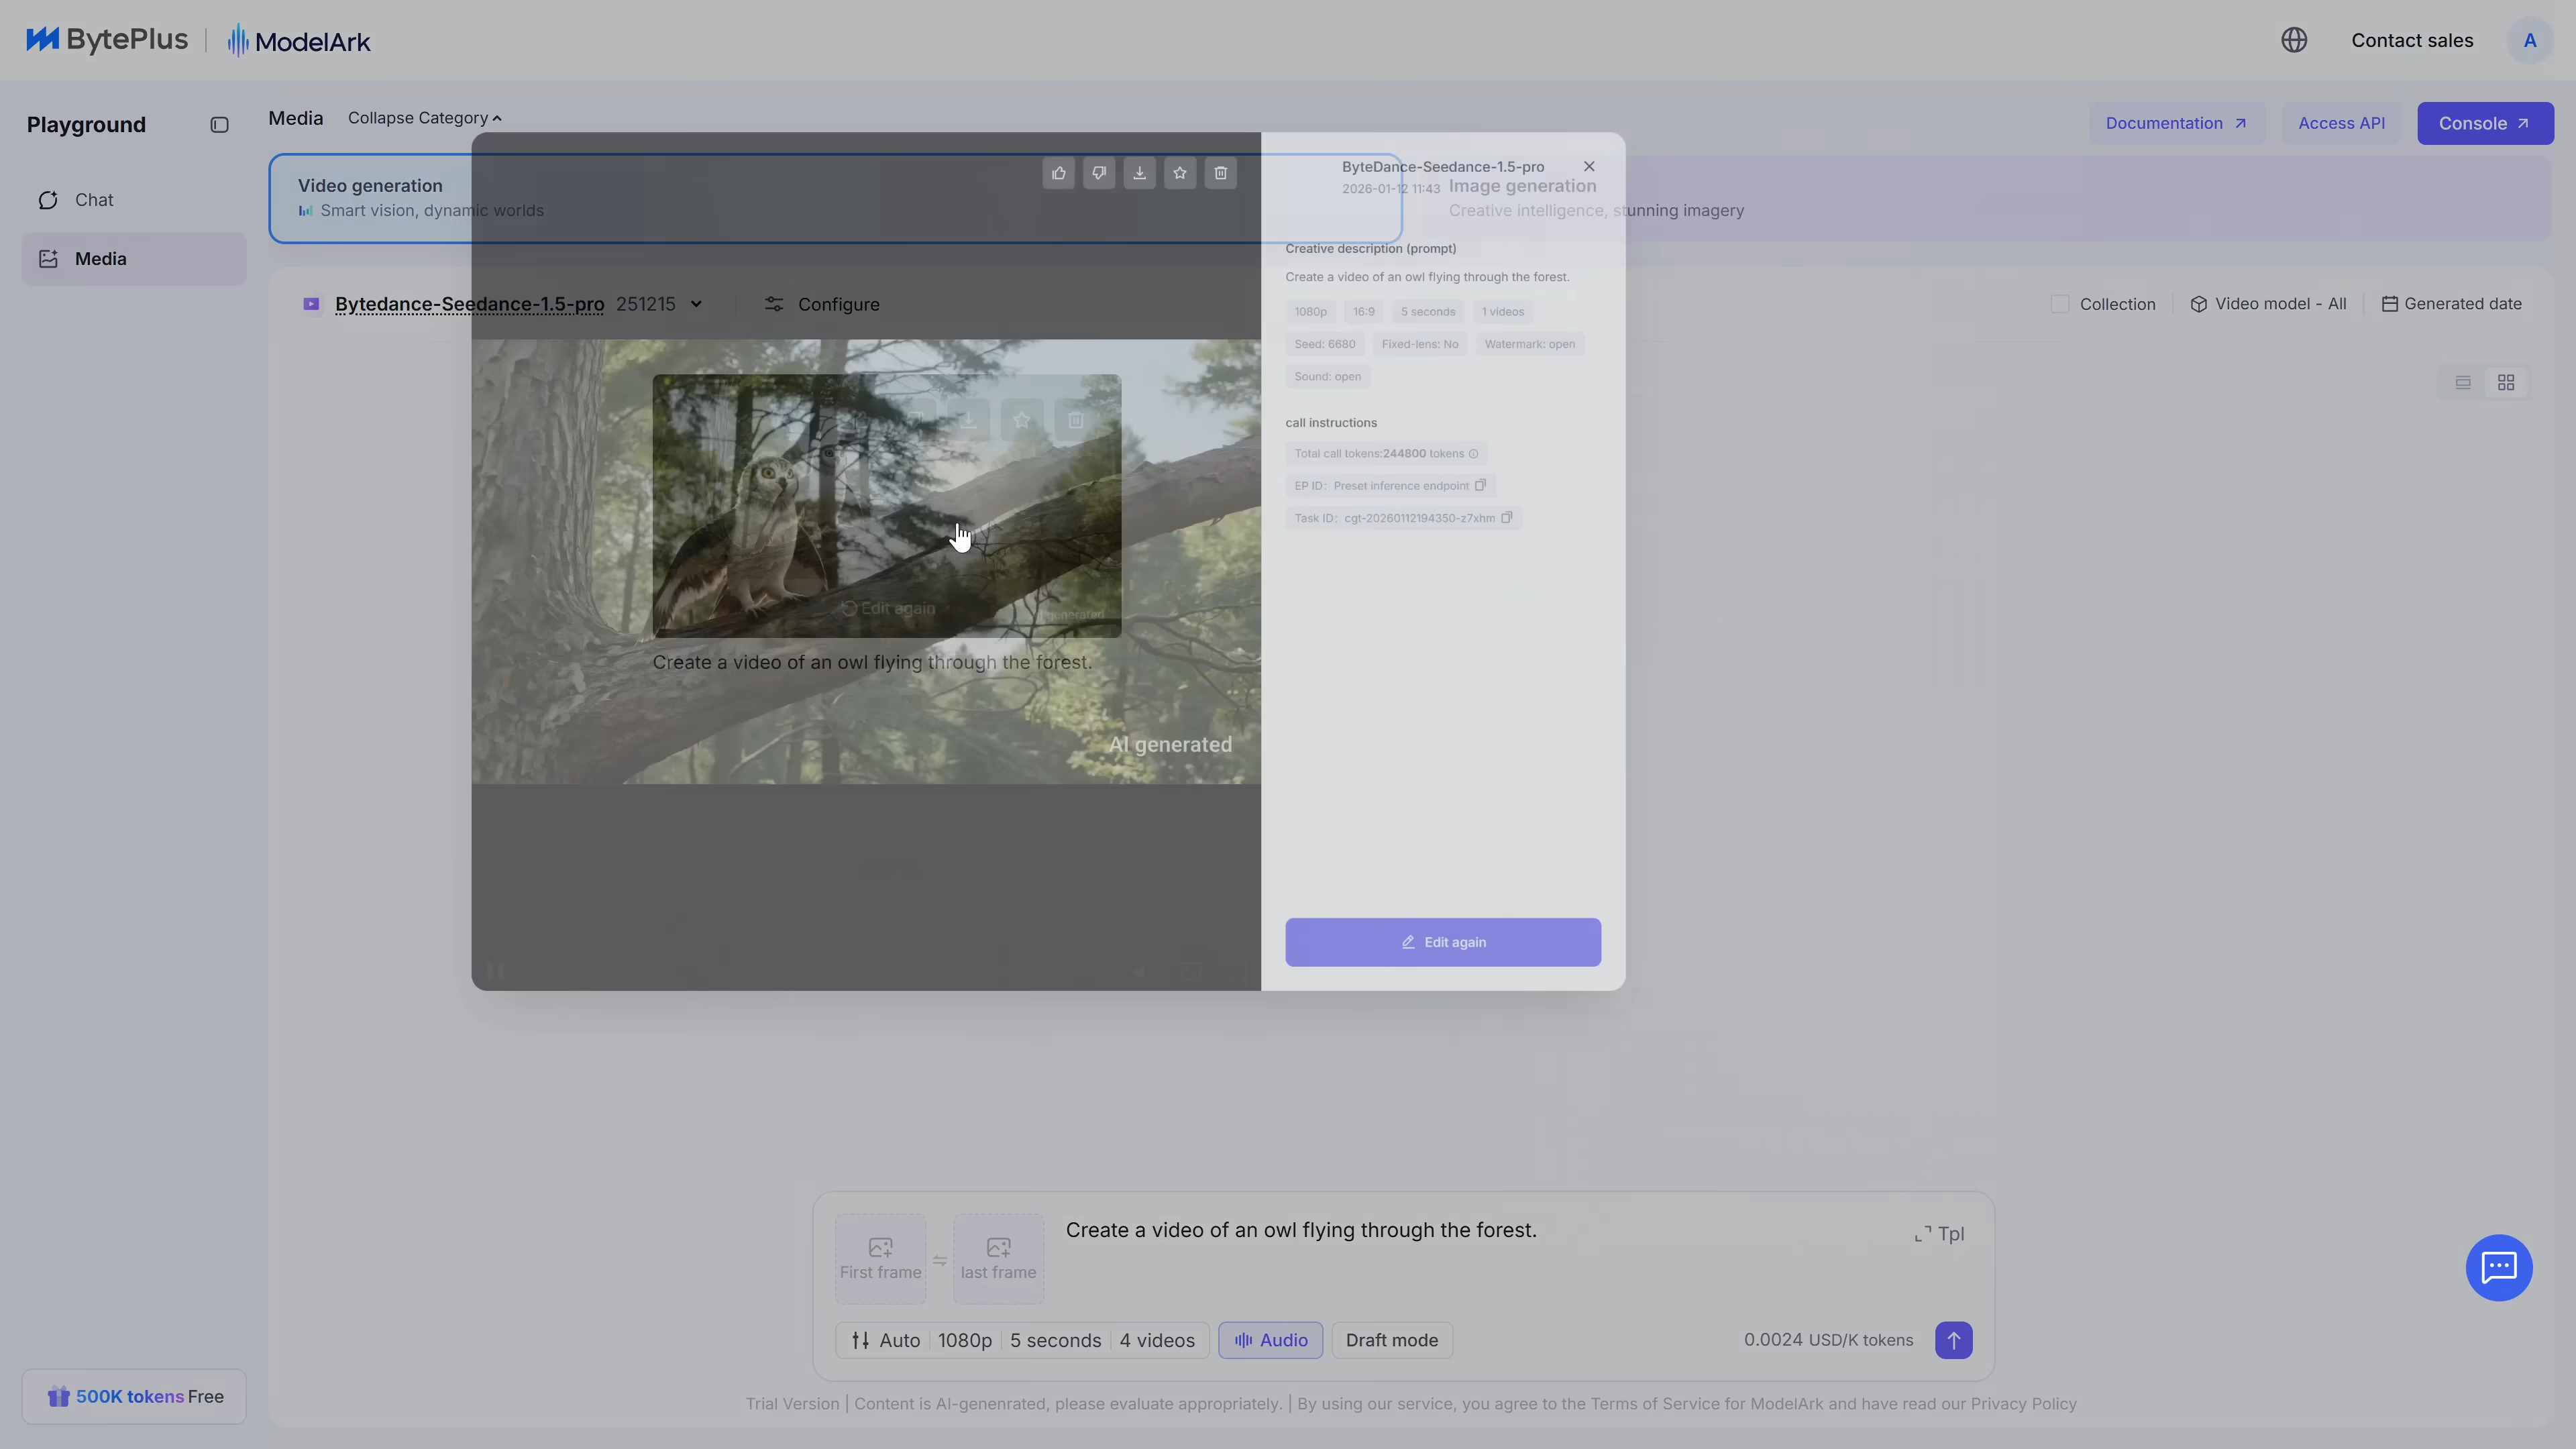 BytePlus | ModelArk
Contact sales
A
Playground
Media
Collapse Category
Documentation
Access API
Console
Chat
Media
Video generation
Smart vision, dynamic worlds
Image generation
Creative intelligence, stunning imagery
ByteDance-Seedance-1.5-pro
2026-01-12 11:43
Bytedance-Seedance-1.5-pro 251215
Configure
Collection
Video model - All
Generated date
Creative description (prompt)
Create a video of an owl flying through the forest.
1080p 16:9 5 seconds 1 videos
Seed: 6680 Fixed-lens: No Watermark: open
Sound: open
call instructions
Total call tokens:244800 tokens
EP ID: Preset inference endpoint
Task ID: cgt-20260112194350-z7xhm
Edit again
generated
Create a video of an owl flying through the forest.
AI generated
Edit again
Create a video of an owl flying through the forest.
Tpl
First frame
last frame
Auto 1080p 5 seconds 4 videos
Audio
Draft mode
0.0024 USD/K tokens
500K tokens Free
Trial Version | Content is AI-genenrated, please evaluate appropriately. | By using our service, you agree to the Terms of Service for ModelArk and have read our Privacy Policy